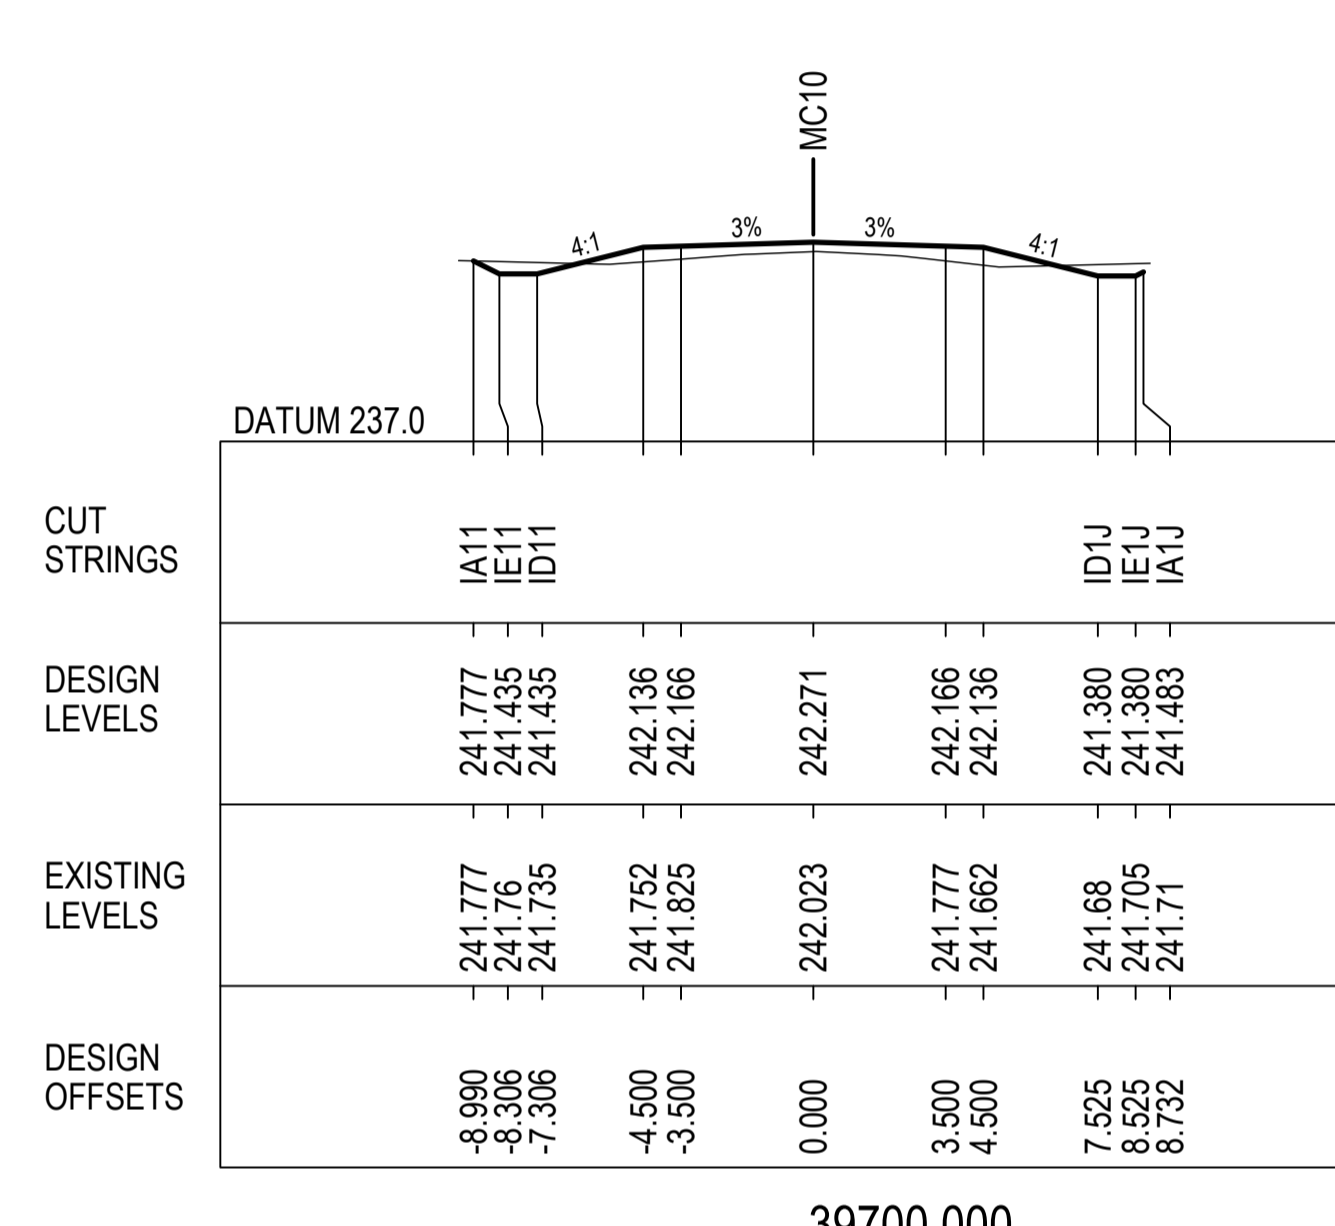 MC10
4:1 3% 3% 4:1
DATUM 237.0
CUT
STRINGS
IA11 IE11 ID11 ID1J IE1J IA1J
DESIGN
LEVELS
241.777 241.435 241.435 242.136 242.166 242.271 242.166 242.136 241.380 241.380 241.483
EXISTING
LEVELS
241.777 241.76 241.735 241.752 241.825 242.023 241.777 241.662 241.68 241.705 241.71
DESIGN
OFFSETS
-8.990 -8.306 -7.306 -4.500 -3.500 0.000 3.500 4.500 7.525 8.525 8.732
39700.000